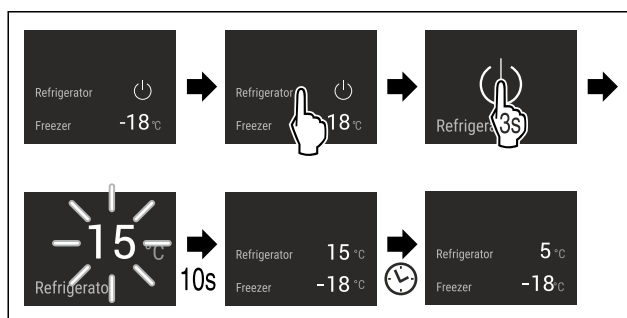 Refrigerator
Freezer -18 °C
Refrigerator
Freezer 18 °C
Refrigera 3s
15 °C
Refrigerato
10s
Refrigerator 15 °C
Freezer -18 °C
Refrigerator 5 °C
Freezer -18°C